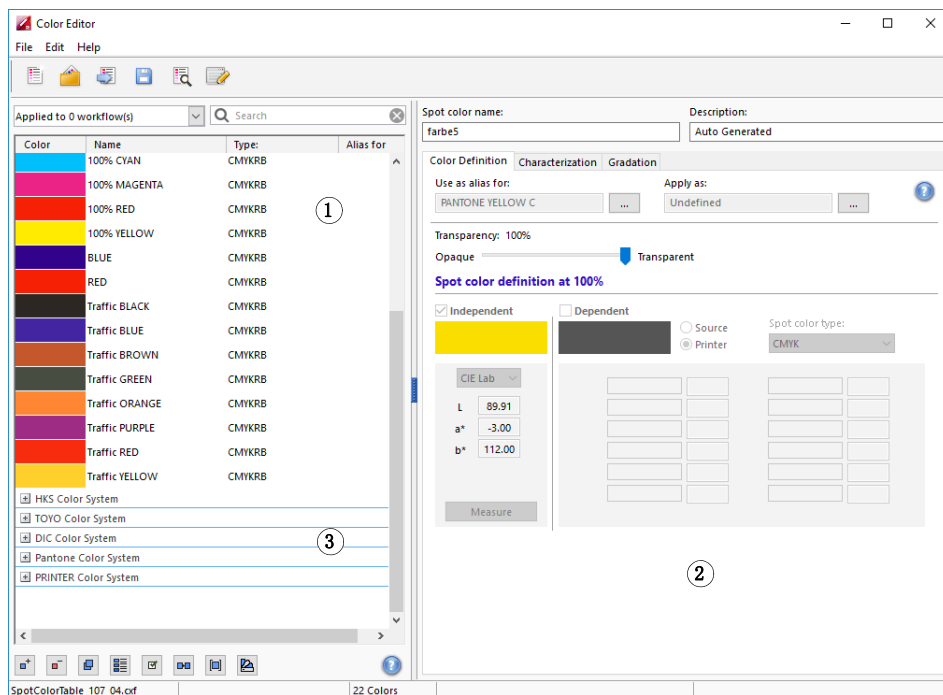 Color Editor
File Edit Help
Applied to 0 workflow(s)
Search
Color Name Type: Alias for
100% CYAN CMYKRB
100% MAGENTA CMYKRB
100% RED CMYKRB
100% YELLOW CMYKRB
BLUE CMYKRB
RED CMYKRB
Traffic BLACK CMYKRB
Traffic BLUE CMYKRB
Traffic BROWN CMYKRB
Traffic GREEN CMYKRB
Traffic ORANGE CMYKRB
Traffic PURPLE CMYKRB
Traffic RED CMYKRB
Traffic YELLOW CMYKRB
HKS Color System
TOYO Color System
DIC Color System
Pantone Color System
PRINTER Color System
①
③
SpotColorTable_107_04.cxf
22 Colors
Spot color name: Description:
farbe5 Auto Generated
Color Definition Characterization Gradation
Use as alias for: Apply as:
PANTONE YELLOW C ... Undefined ...
Transparency: 100%
Opaque Transparent
Spot color definition at 100%
Independent Dependent
Source
Printer
Spot color type:
CMYK
CIE Lab
L 89.91
a* -3.00
b* 112.00
Measure
②